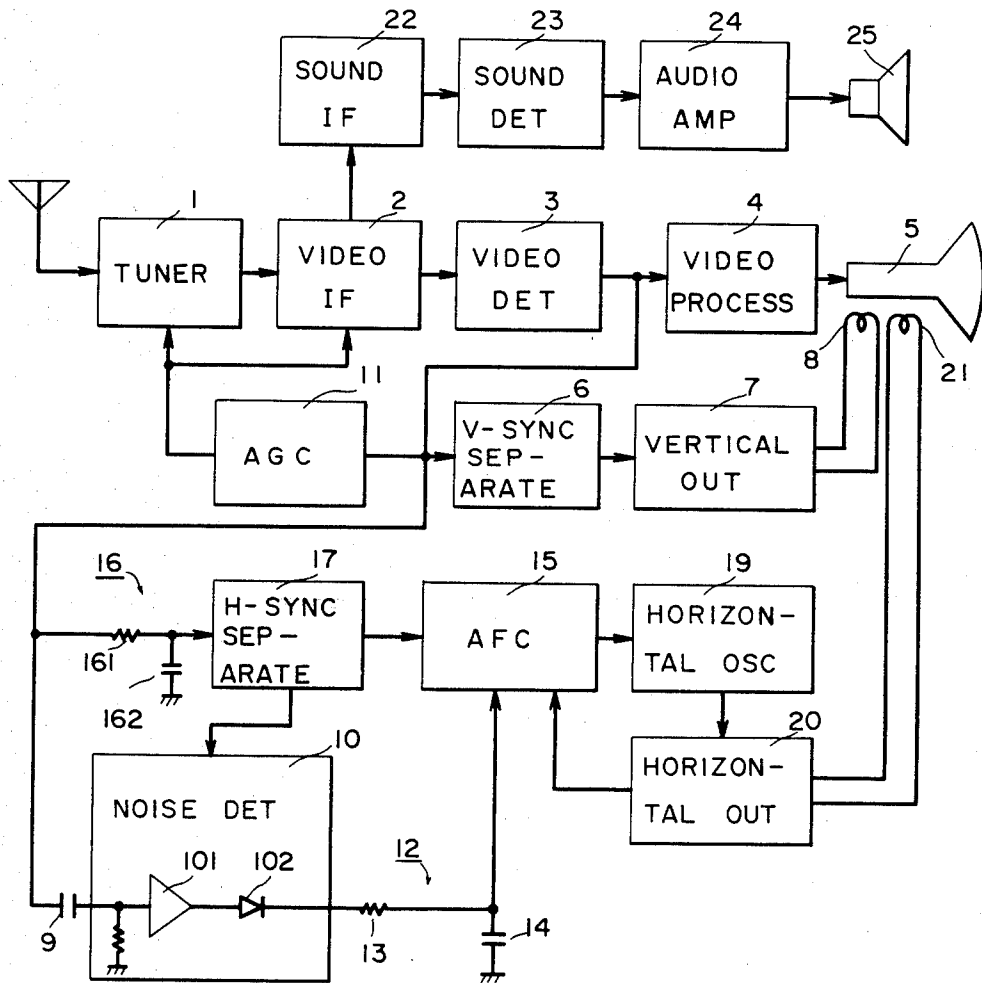 22
SOUND
IF
23
SOUND
DET
24
AUDIO
AMP
25
1
TUNER
2
VIDEO
IF
3
VIDEO
DET
4
VIDEO
PROCESS
5
8
21
11
AGC
6
V-SYNC
SEP-
ARATE
7
VERTICAL
OUT
16
161
162
17
H-SYNC
SEP-
ARATE
15
AFC
19
HORIZON-
TAL OSC
20
HORIZON-
TAL OUT
10
NOISE DET
101
102
9
12
13
14